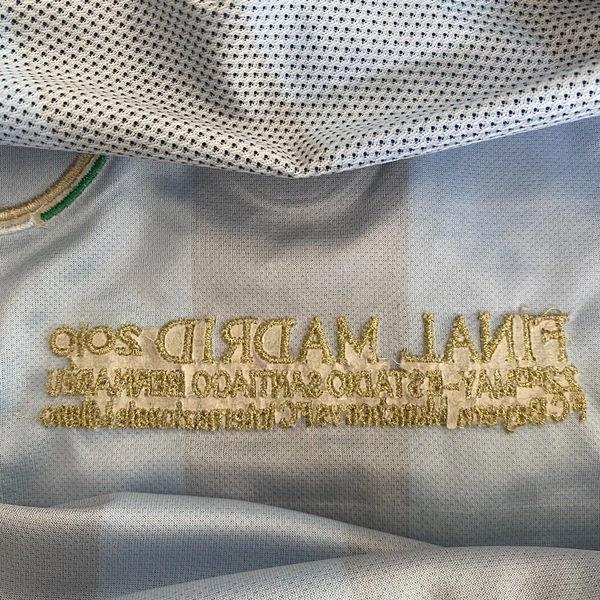 FINAL MADRID 2010
22ND MAY - ESTADIO SANTIAGO BERNABEU
FC Bayern München vs FC Internazionale Milano